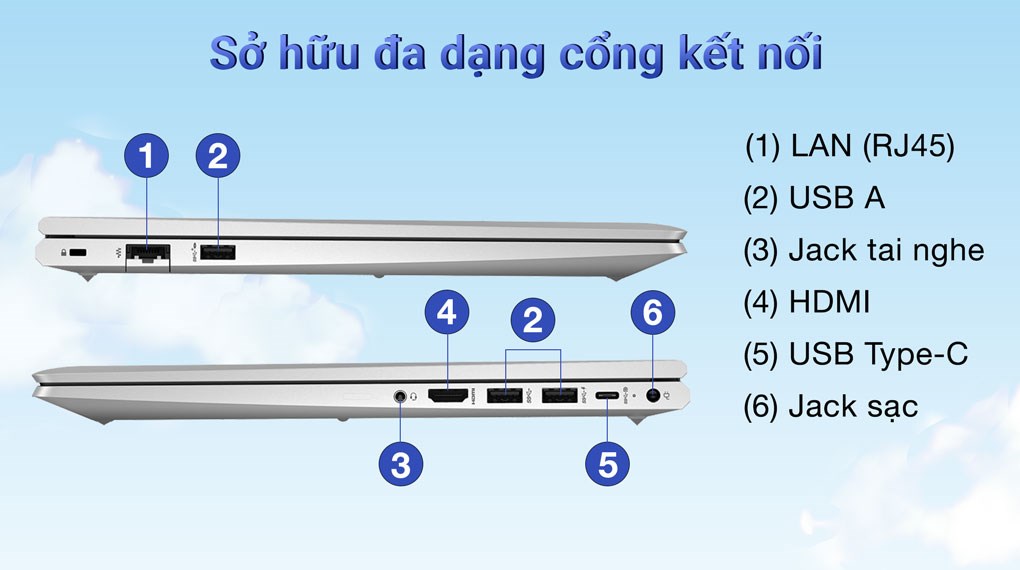 Sở hữu đa dạng cổng kết nối
1
2
(1) LAN (RJ45)
(2) USB A
(3) Jack tai nghe
(4) HDMI
(5) USB Type-C
(6) Jack sạc
4
2
6
HDMI
3
5